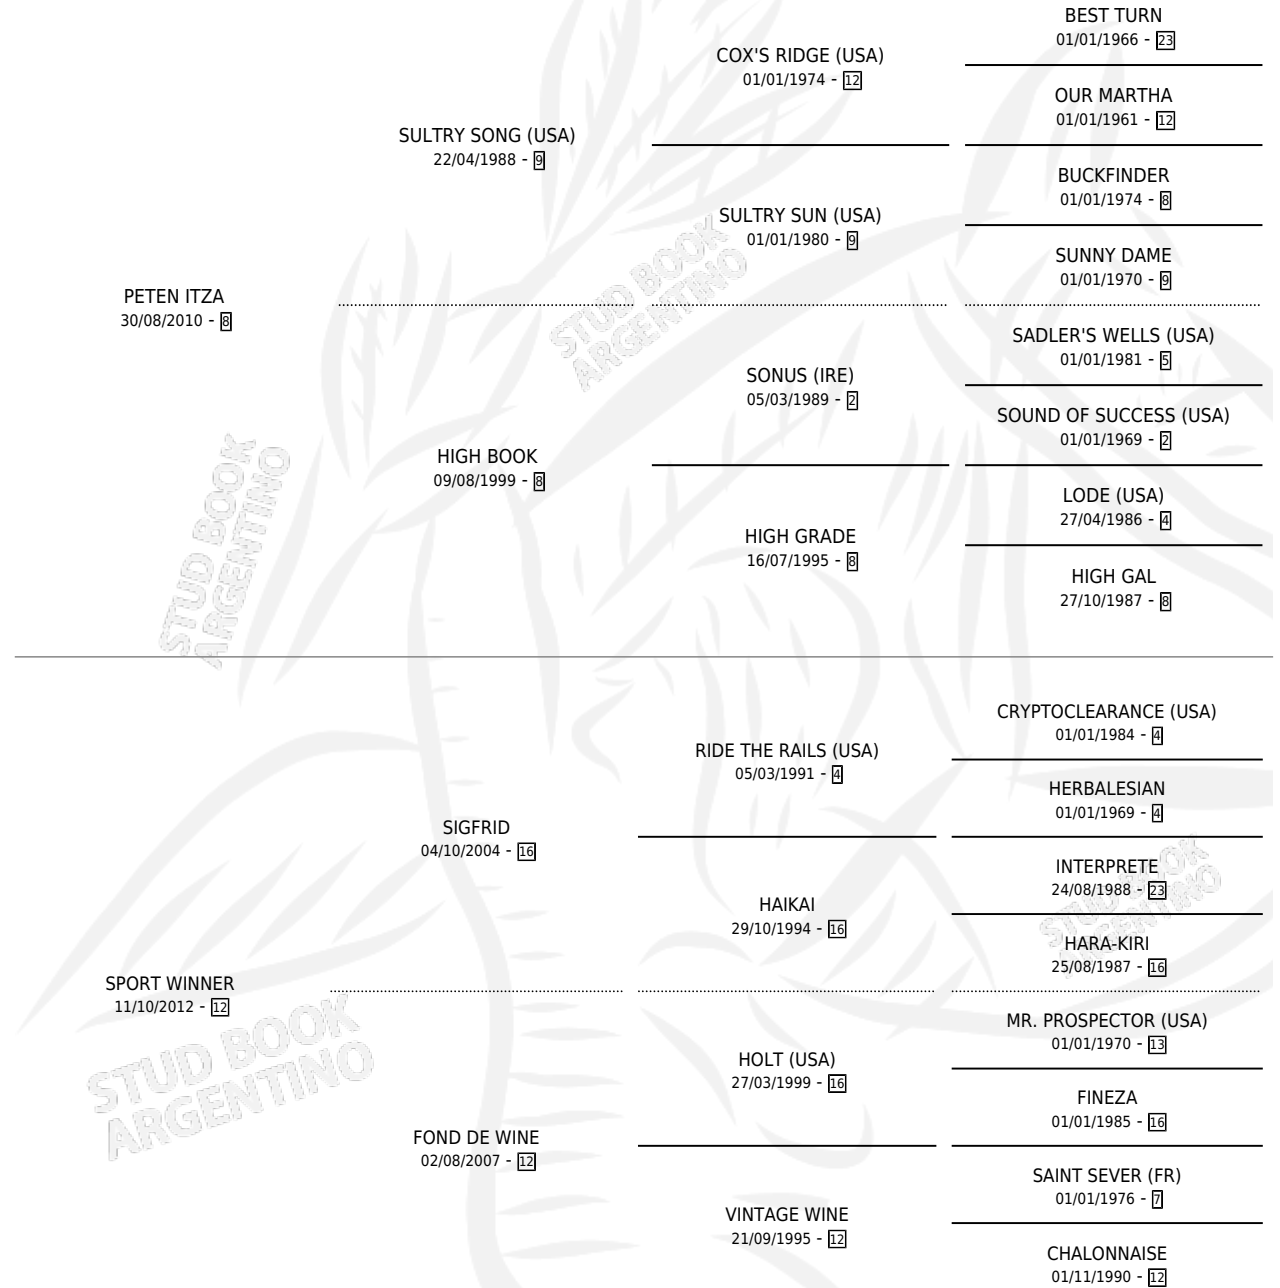 BEST TURN
01/01/1966 - 23
COX'S RIDGE (USA)
01/01/1974 - 12
OUR MARTHA
01/01/1961 - 12
SULTRY SONG (USA)
22/04/1988 - 9
BUCKFINDER
01/01/1974 - 8
SULTRY SUN (USA)
01/01/1980 - 9
SUNNY DAME
01/01/1970 - 9
PETEN ITZA
30/08/2010 - 8
STUD BOOK
ARGENTINO
SADLER'S WELLS (USA)
01/01/1981 - 5
SONUS (IRE)
05/03/1989 - 2
SOUND OF SUCCESS (USA)
01/01/1969 - 2
HIGH BOOK
09/08/1999 - 8
LODE (USA)
27/04/1986 - 4
HIGH GRADE
16/07/1995 - 8
HIGH GAL
27/10/1987 - 8
STUD BOOK
ARGENTINO
CRYPTOCLEARANCE (USA)
01/01/1984 - 4
RIDE THE RAILS (USA)
05/03/1991 - 4
HERBALESIAN
01/01/1969 - 4
SIGFRID
04/10/2004 - 16
INTERPRETE
24/08/1988 - 23
HAIKAI
29/10/1994 - 16
HARA-KIRI
25/08/1987 - 16
STUD BOOK
ARGENTINO
SPORT WINNER
11/10/2012 - 12
MR. PROSPECTOR (USA)
01/01/1970 - 13
HOLT (USA)
27/03/1999 - 16
FINEZA
01/01/1985 - 16
STUD BOOK
ARGENTINO
FOND DE WINE
02/08/2007 - 12
SAINT SEVER (FR)
01/01/1976 - 7
VINTAGE WINE
21/09/1995 - 12
CHALONNAISE
01/11/1990 - 12